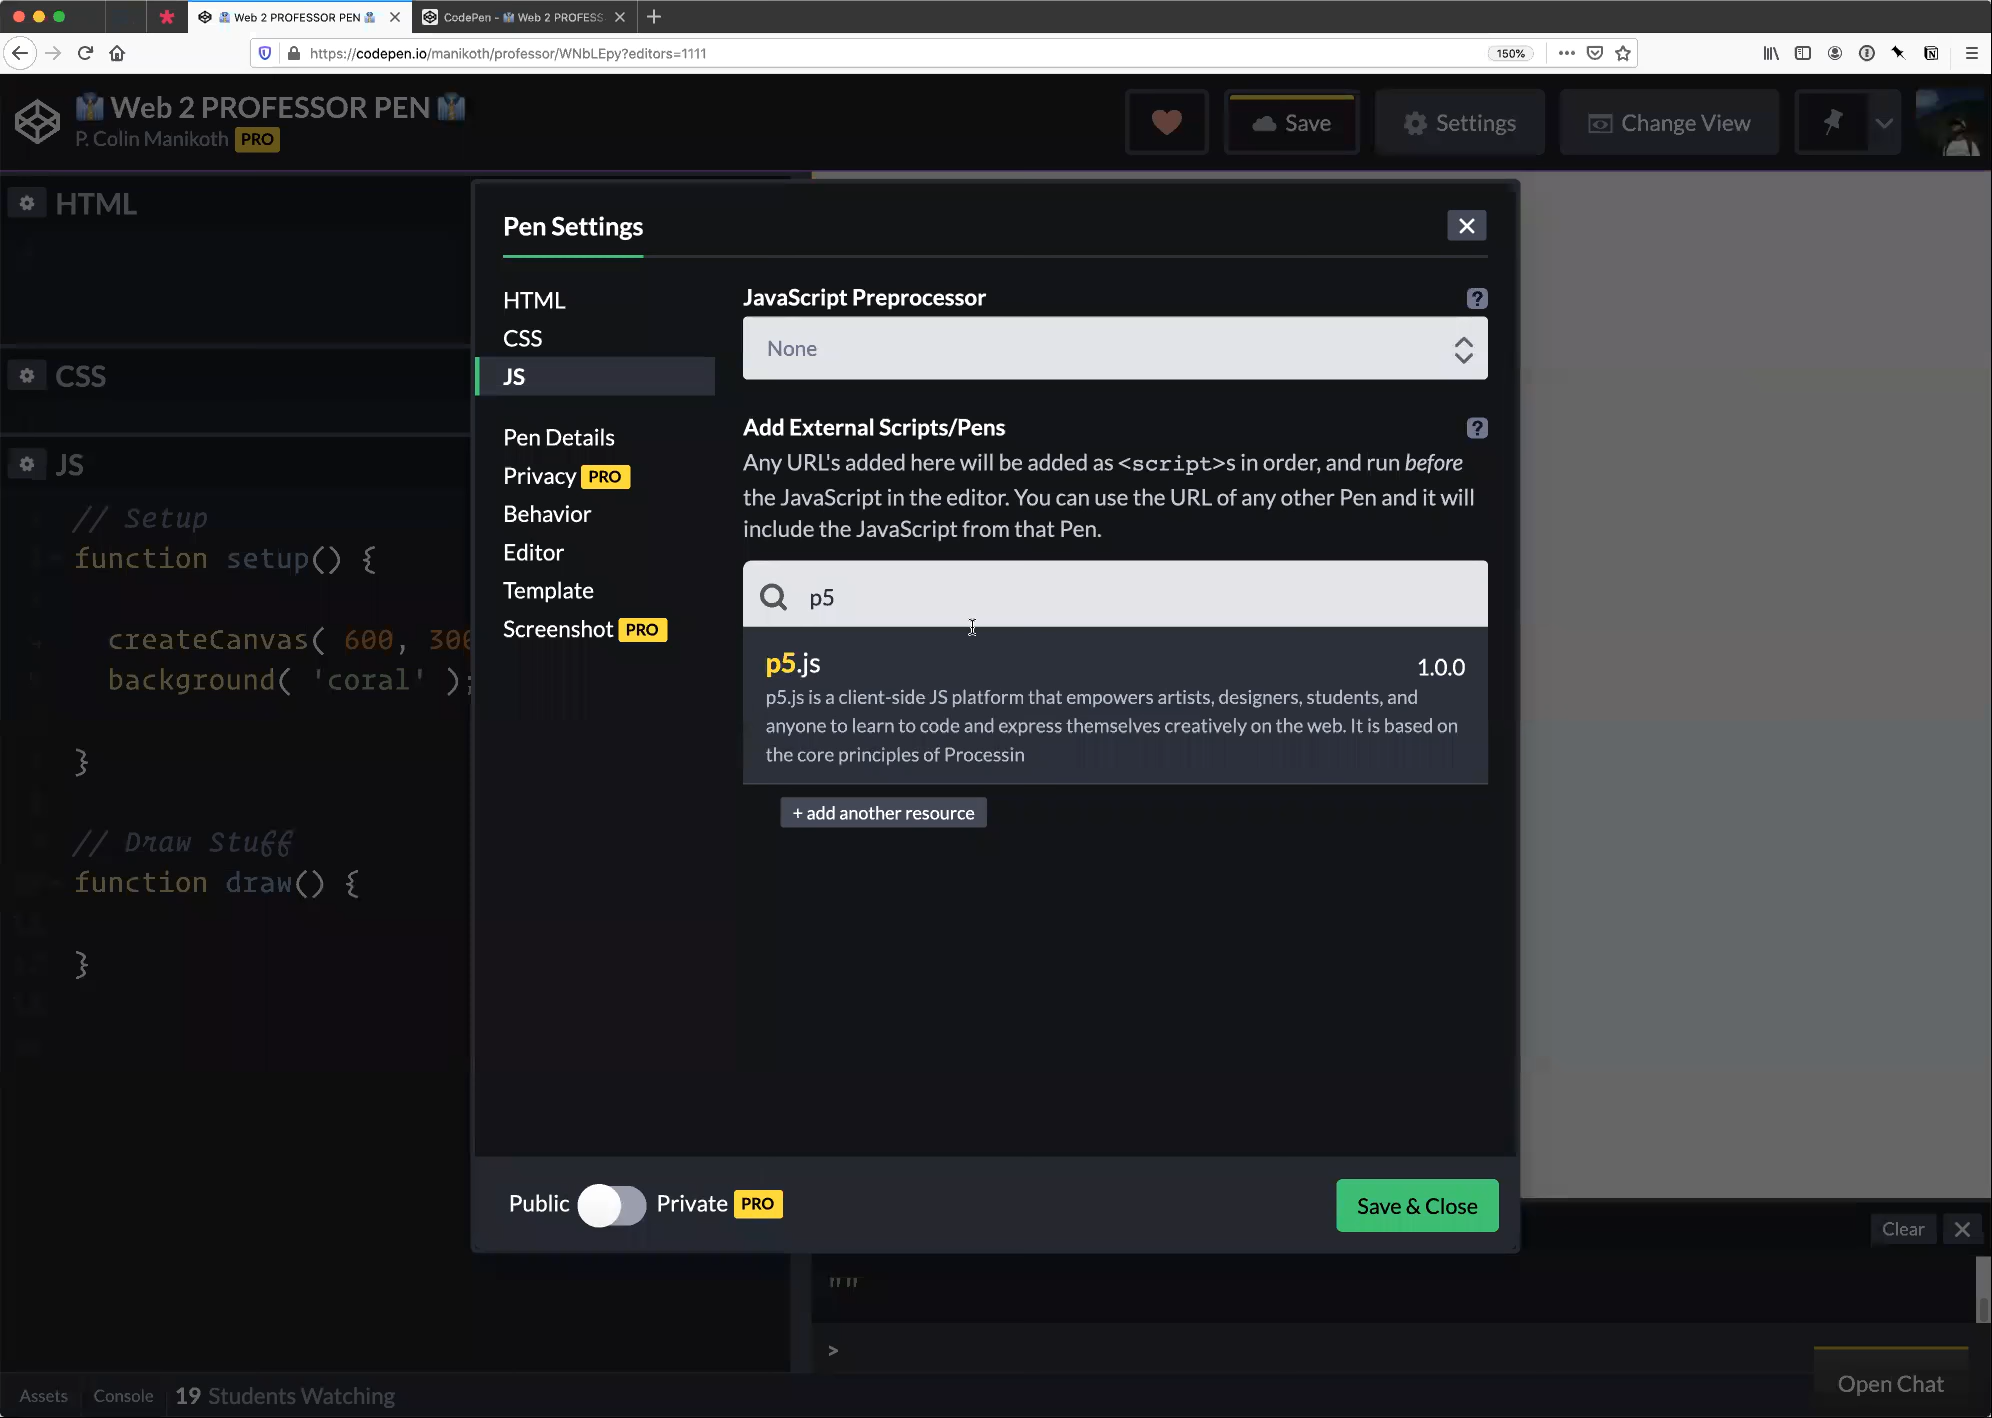 Web 2 PROFESSOR PEN
CodePen - Web 2 PROFESS
https://codepen.io/manikoth/professor/WNbLEpy?editors=1111
150%
Web 2 PROFESSOR PEN
P. Colin Manikoth PRO
Save
Settings
Change View
HTML
CSS
JS
// Setup
function setup() {
createCanvas( 600, 300
background( 'coral' );
}
// Draw Stuff
function draw() {
}
Pen Settings
HTML
CSS
JS
Pen Details
Privacy PRO
Behavior
Editor
Template
Screenshot PRO
JavaScript Preprocessor ?
None
Add External Scripts/Pens ?
Any URL's added here will be added as <script>s in order, and run before
the JavaScript in the editor. You can use the URL of any other Pen and it will
include the JavaScript from that Pen.
p5
p5.js 1.0.0
p5.js is a client-side JS platform that empowers artists, designers, students, and
anyone to learn to code and express themselves creatively on the web. It is based on
the core principles of Processin
+ add another resource
Public Private PRO
Save & Close
Clear
""
>
Assets Console 19 Students Watching
Open Chat